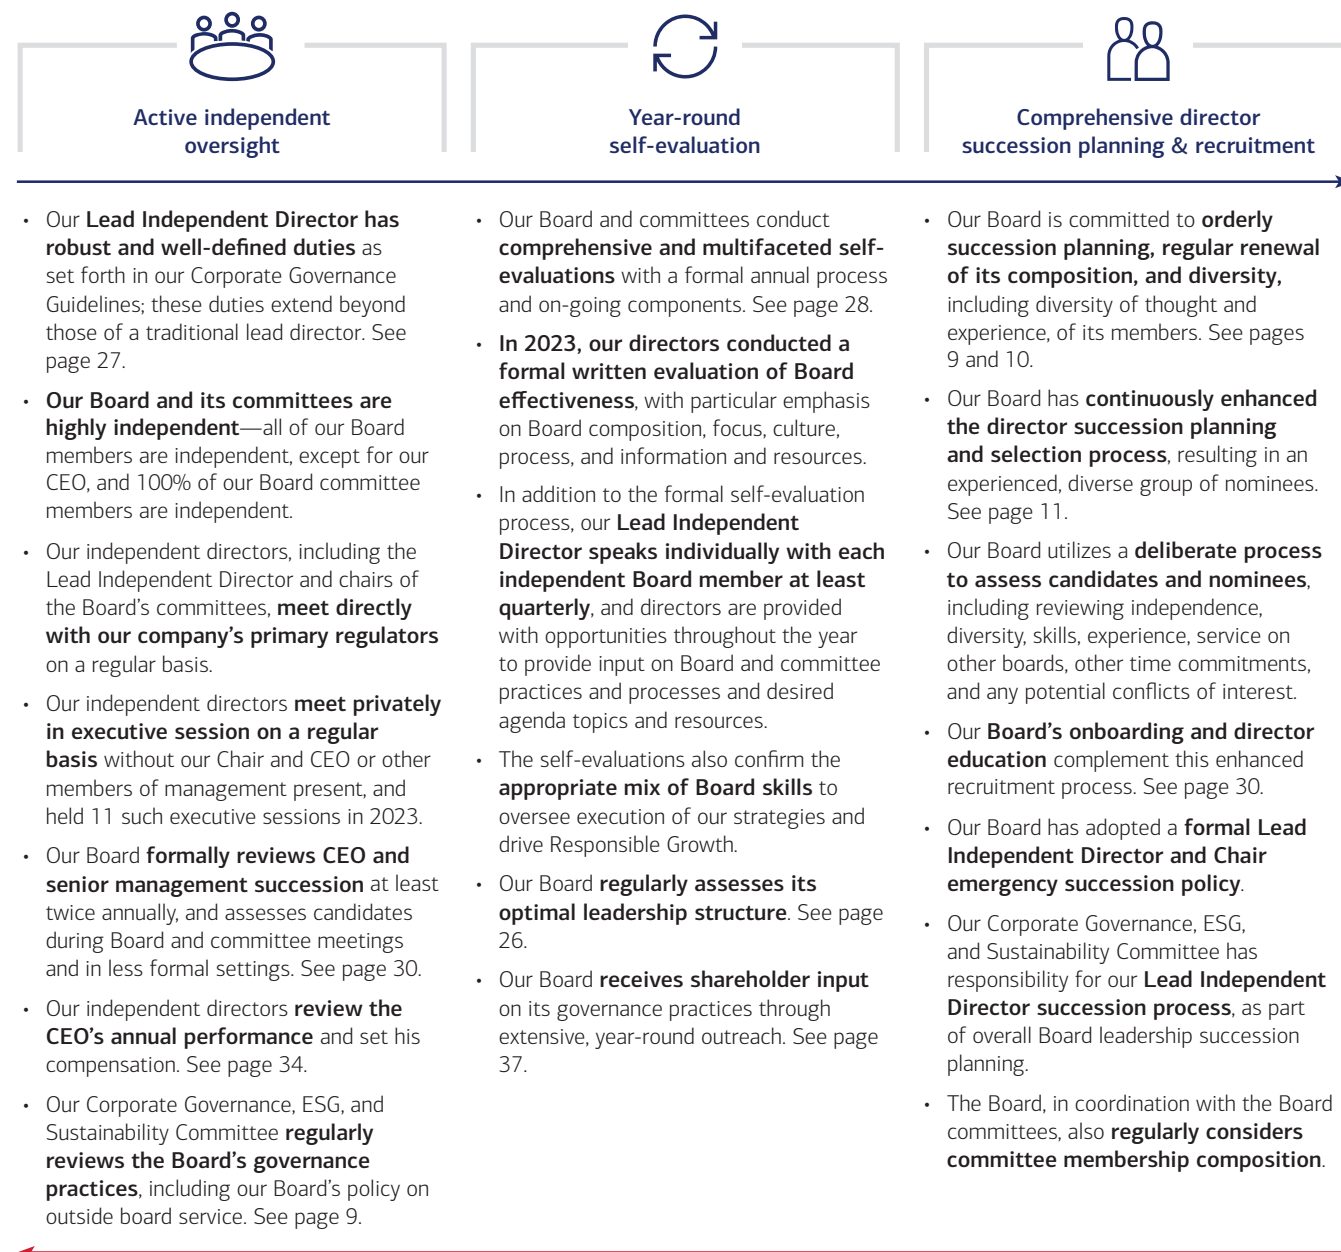 Active independent
oversight
Year-round
self-evaluation
Comprehensive director
succession planning & recruitment
• Our Lead Independent Director has
robust and well-defined duties as
set forth in our Corporate Governance
Guidelines; these duties extend beyond
those of a traditional lead director. See
page 27.
• Our Board and its committees are
highly independent—all of our Board
members are independent, except for our
CEO, and 100% of our Board committee
members are independent.
• Our independent directors, including the
Lead Independent Director and chairs of
the Board's committees, meet directly
with our company's primary regulators
on a regular basis.
• Our independent directors meet privately
in executive session on a regular
basis without our Chair and CEO or other
members of management present, and
held 11 such executive sessions in 2023.
• Our Board formally reviews CEO and
senior management succession at least
twice annually, and assesses candidates
during Board and committee meetings
and in less formal settings. See page 30.
• Our independent directors review the
CEO's annual performance and set his
compensation. See page 34.
• Our Corporate Governance, ESG, and
Sustainability Committee regularly
reviews the Board's governance
practices, including our Board's policy on
outside board service. See page 9.
• Our Board and committees conduct
comprehensive and multifaceted self-
evaluations with a formal annual process
and on-going components. See page 28.
• In 2023, our directors conducted a
formal written evaluation of Board
effectiveness, with particular emphasis
on Board composition, focus, culture,
process, and information and resources.
• In addition to the formal self-evaluation
process, our Lead Independent
Director speaks individually with each
independent Board member at least
quarterly, and directors are provided
with opportunities throughout the year
to provide input on Board and committee
practices and processes and desired
agenda topics and resources.
• The self-evaluations also confirm the
appropriate mix of Board skills to
oversee execution of our strategies and
drive Responsible Growth.
• Our Board regularly assesses its
optimal leadership structure. See page
26.
• Our Board receives shareholder input
on its governance practices through
extensive, year-round outreach. See page
37.
• Our Board is committed to orderly
succession planning, regular renewal
of its composition, and diversity,
including diversity of thought and
experience, of its members. See pages
9 and 10.
• Our Board has continuously enhanced
the director succession planning
and selection process, resulting in an
experienced, diverse group of nominees.
See page 11.
• Our Board utilizes a deliberate process
to assess candidates and nominees,
including reviewing independence,
diversity, skills, experience, service on
other boards, other time commitments,
and any potential conflicts of interest.
• Our Board's onboarding and director
education complement this enhanced
recruitment process. See page 30.
• Our Board has adopted a formal Lead
Independent Director and Chair
emergency succession policy.
• Our Corporate Governance, ESG,
and Sustainability Committee has
responsibility for our Lead Independent
Director succession process, as part
of overall Board leadership succession
planning.
• The Board, in coordination with the Board
committees, also regularly considers
committee membership composition.